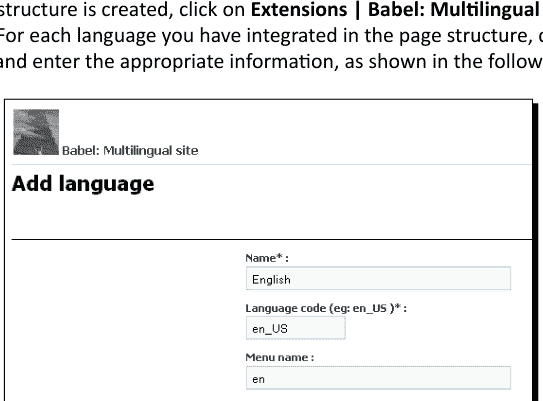 structure is created, click on Extensions | Babel: Multilingual
For each language you have integrated in the page structure,
and enter the appropriate information, as shown in the
Babel: Multilingual site
Add language
Name* :
English
Language code (eg: en_US )* :
en_US
Menu name :
en